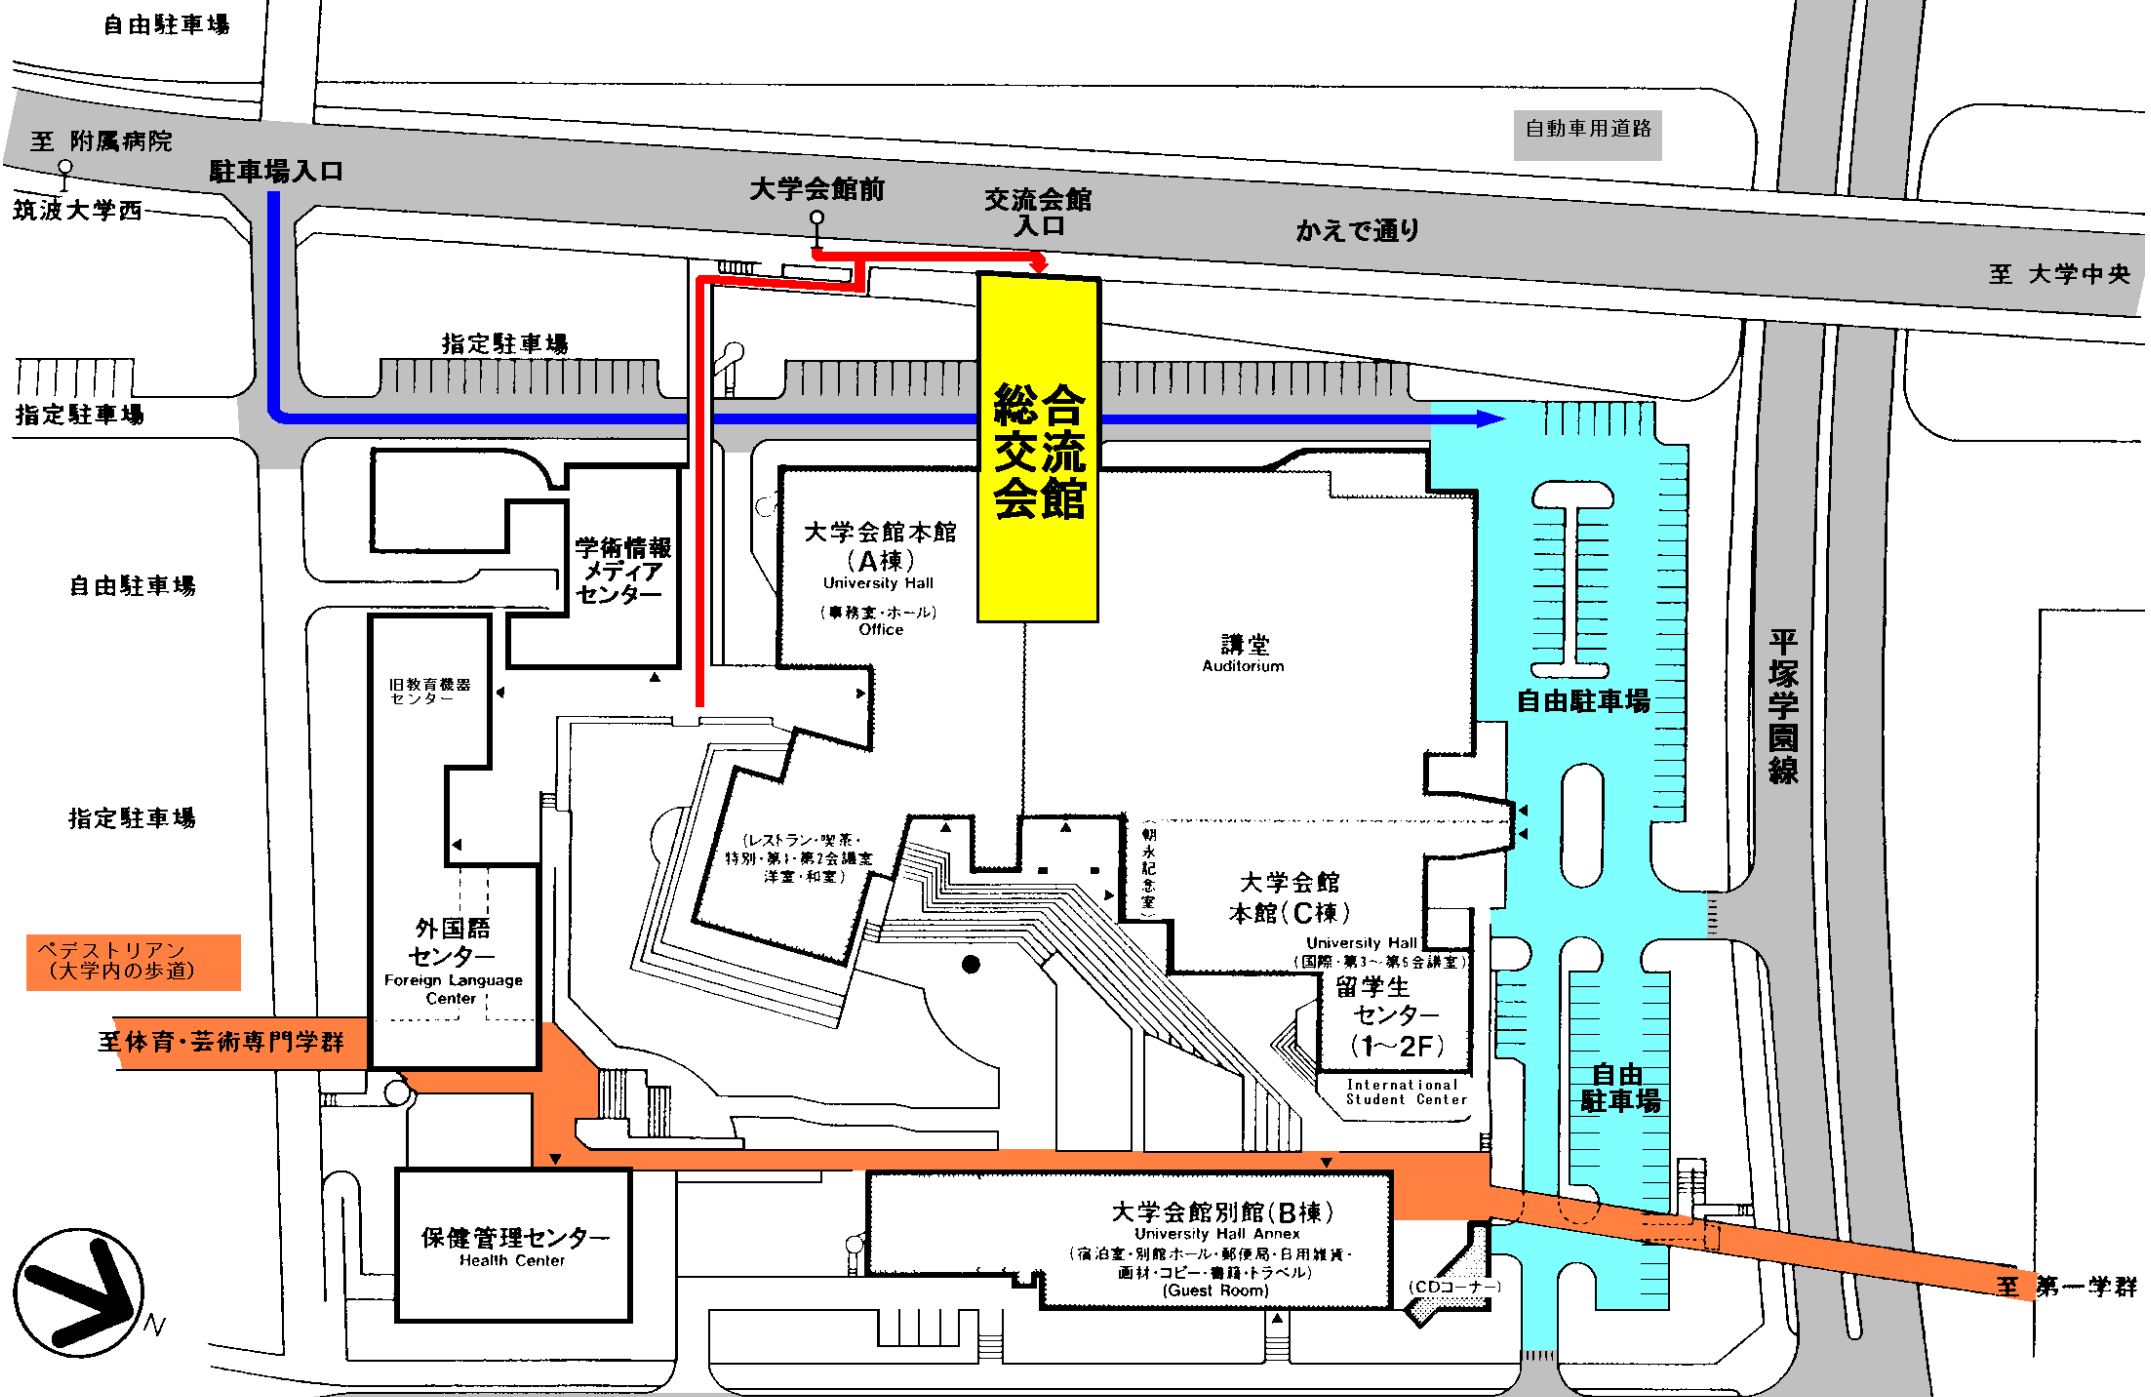 自由駐車場
自動車用道路
至 附属病院
駐車場入口
大学会館前
交流会館
入口
筑波大学西
かえで通り
至 大学中央
指定駐車場
指定駐車場
総合
交流
会館
学術情報
メディア
センター
大学会館本館
(A棟)
University Hall
(事務室・ホール)
Office
自由駐車場
講堂
Auditorium
旧教育機器
センター
自由駐車場
平塚学園線
指定駐車場
(レストラン・喫茶・
特別・第1・第2会議室
洋室・和室)
(朝永記念室)
大学会館
本館(C棟)
University Hall
(国際・第3〜第5会議室)
外国語
センター
Foreign Language
Center
ペデストリアン
(大学内の歩道)
留学生
センター
(1〜2F)
International
Student Center
至体育・芸術専門学群
自由
駐車場
保健管理センター
Health Center
大学会館別館(B棟)
University Hall Annex
(宿泊室・別館ホール・郵便局・日用雑貨・
画材・コピー・書籍・トラベル)
(Guest Room)
(CDコーナー)
至 第一学群
N